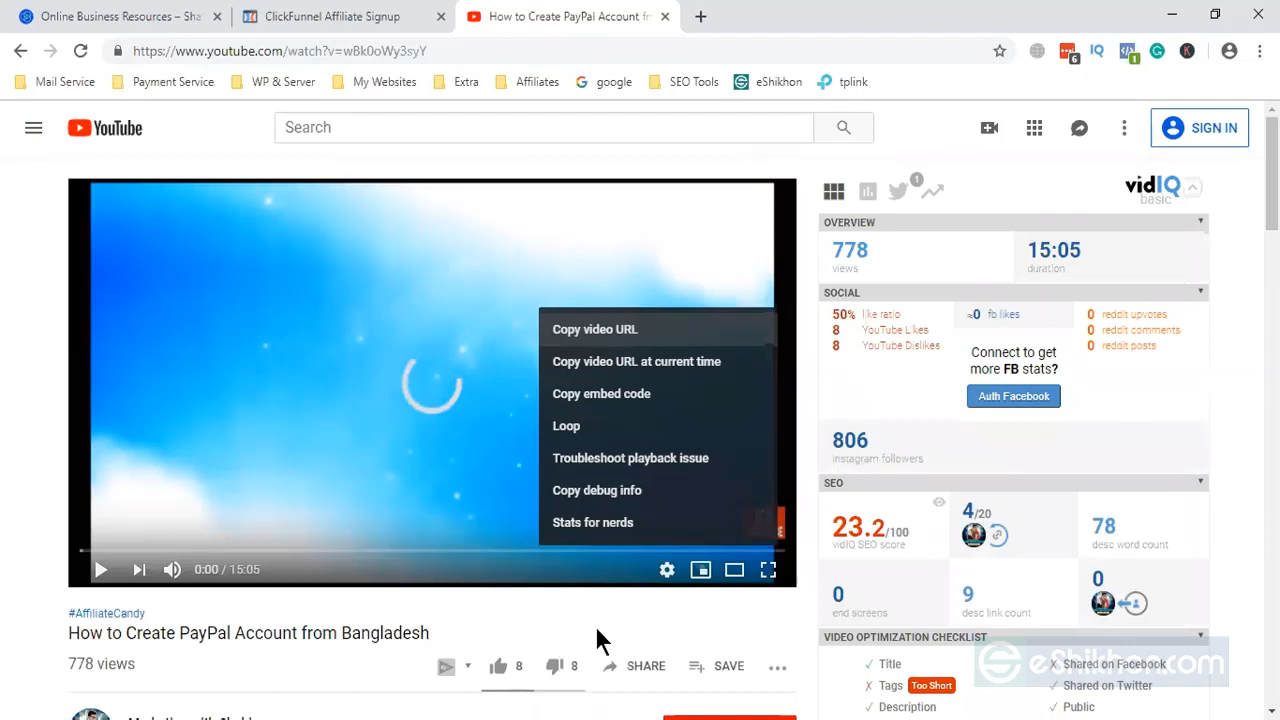 Online Business Resources – Sha
ClickFunnel Affiliate Signup
How to Create PayPal Account fr
https://www.youtube.com/watch?v=wBk0oWy3syY
6
IQ
1
K
Mail Service
Payment Service
WP & Server
My Websites
Extra
Affiliates
google
SEO Tools
eShikhon
tplink
YouTube
Search
SIGN IN
1
vidIQ
basic
OVERVIEW
778
views
15:05
duration
SOCIAL
50% like ratio
8 YouTube Likes
8 YouTube Dislikes
≈0 fb likes
Connect to get
more FB stats?
Auth Facebook
0 reddit upvotes
0 reddit comments
0 reddit posts
806
instagram followers
SEO
23.2/100
vidIQ SEO score
4/20
78
desc word count
0
end screens
9
desc link count
0
VIDEO OPTIMIZATION CHECKLIST
✓ Title
✗ Tags Too Short
✓ Description
✗ Shared on Facebook
✓ Shared on Twitter
✓ Public
eShikhon.com
Copy video URL
Copy video URL at current time
Copy embed code
Loop
Troubleshoot playback issue
Copy debug info
Stats for nerds
0:00 / 15:05
#AffiliateCandy
How to Create PayPal Account from Bangladesh
778 views
8
8
SHARE
SAVE